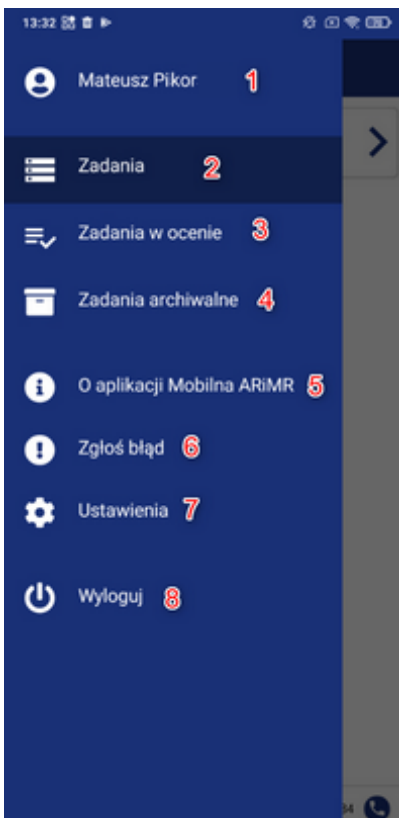 13:32
Mateusz Pikor 1
Zadania 2
Zadania w ocenie 3
Zadania archiwalne 4
O aplikacji Mobilna ARiMR 5
Zgłoś błąd 6
Ustawienia 7
Wyloguj 8